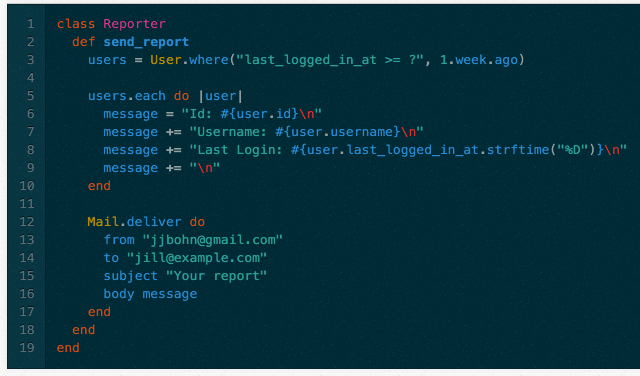 1 class Reporter
2   def send_report
3     users = User.where("last_logged_in_at >= ?", 1.week.ago)
4
5     users.each do |user|
6       message = "Id: #{user.id}\n"
7       message += "Username: #{user.username}\n"
8       message += "Last Login: #{user.last_logged_in_at.strftime("%D")}\n"
9       message += "\n"
10     end
11
12     Mail.deliver do
13       from "jjbohn@gmail.com"
14       to "jill@example.com"
15       subject "Your report"
16       body message
17     end
18   end
19 end